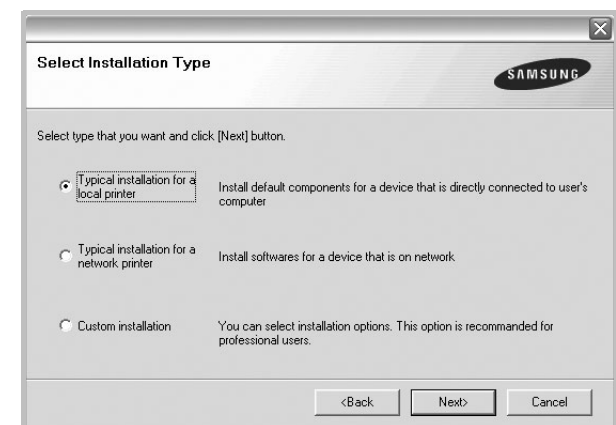 Select Installation Type
SAMSUNG
Select type that you want and click [Next] button.
Typical installation for a
local printer
Install default components for a device that is directly connected to user's
computer
Typical installation for a
network printer
Install softwares for a device that is on network
Custom installation
You can select installation options. This option is recommanded for
professional users.
<Back
Next>
Cancel